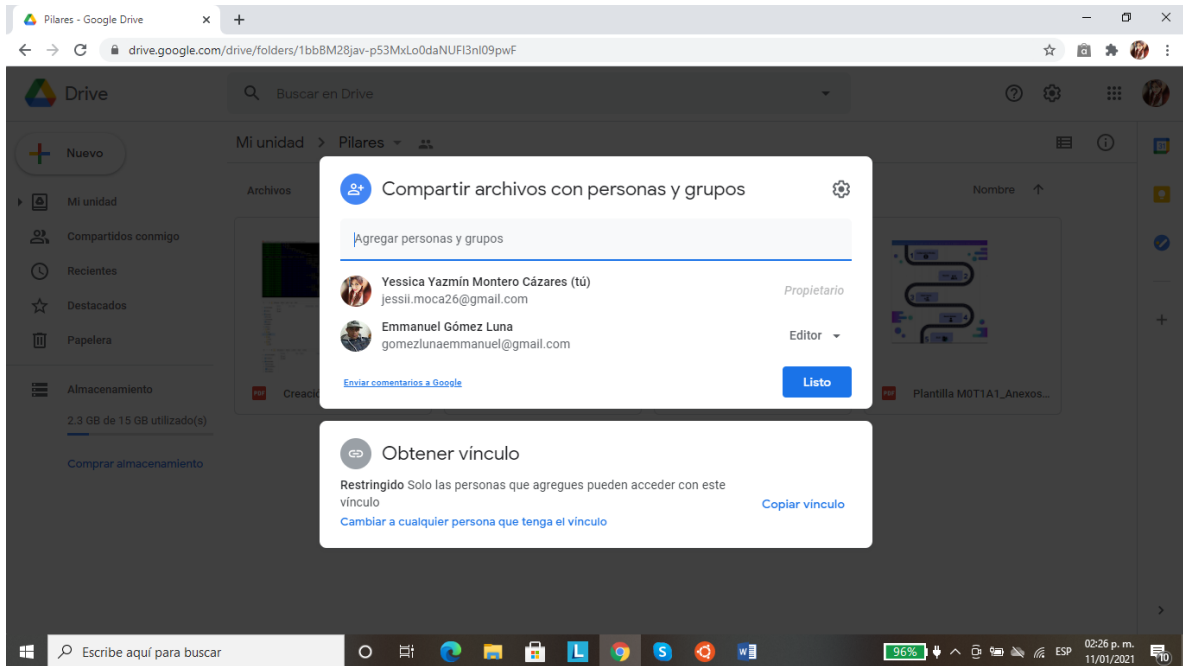 Pilares - Google Drive
drive.google.com/drive/folders/1bbBM28jav-p53MxLo0daNUFI3nI09pwF
Drive
Buscar en Drive
Nuevo
Mi unidad > Pilares
Archivos
Nombre
Mi unidad
Compartidos conmigo
Recientes
Destacados
Papelera
Almacenamiento
2.3 GB de 15 GB utilizado(s)
Comprar almacenamiento
Compartir archivos con personas y grupos
Agregar personas y grupos
Yessica Yazmín Montero Cázares (tú)
jessii.moca26@gmail.com
Propietario
Emmanuel Gómez Luna
gomezlunaemmanuel@gmail.com
Editor
Enviar comentarios a Google
Listo
PDF
Creació
PDF
Plantilla M0T1A1_Anexos...
Obtener vínculo
Restringido Solo las personas que agregues pueden acceder con este
vínculo
Copiar vínculo
Cambiar a cualquier persona que tenga el vínculo
Escribe aquí para buscar
96%
ESP
02:26 p. m.
11/01/2021
10